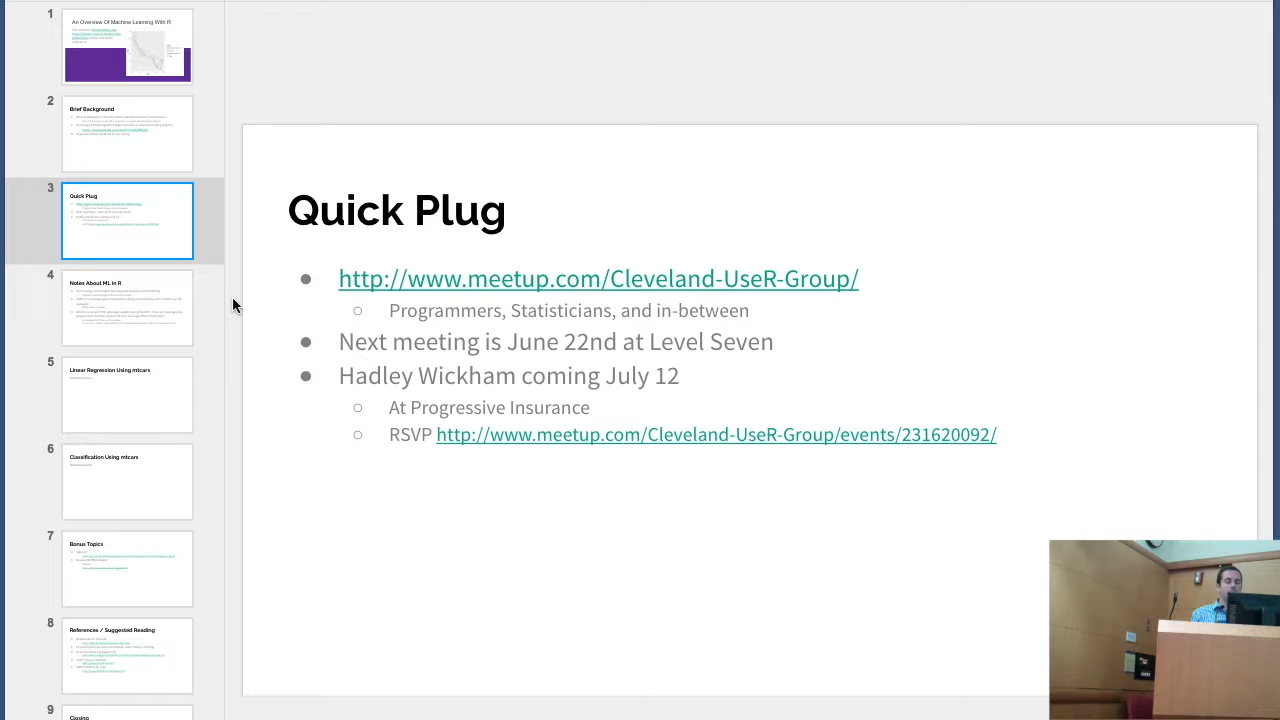 1
An Overview Of Machine Learning With R
2
Brief Background
3
Quick Plug
4
Notes About ML in R
5
Linear Regression Using mtcars
6
Classification Using mtcars
7
Bonus Topics
8
References / Suggested Reading
9
Closing
Quick Plug
● http://www.meetup.com/Cleveland-UseR-Group/
○ Programmers, Statisticians, and in-between
● Next meeting is June 22nd at Level Seven
● Hadley Wickham coming July 12
○ At Progressive Insurance
○ RSVP http://www.meetup.com/Cleveland-UseR-Group/events/231620092/